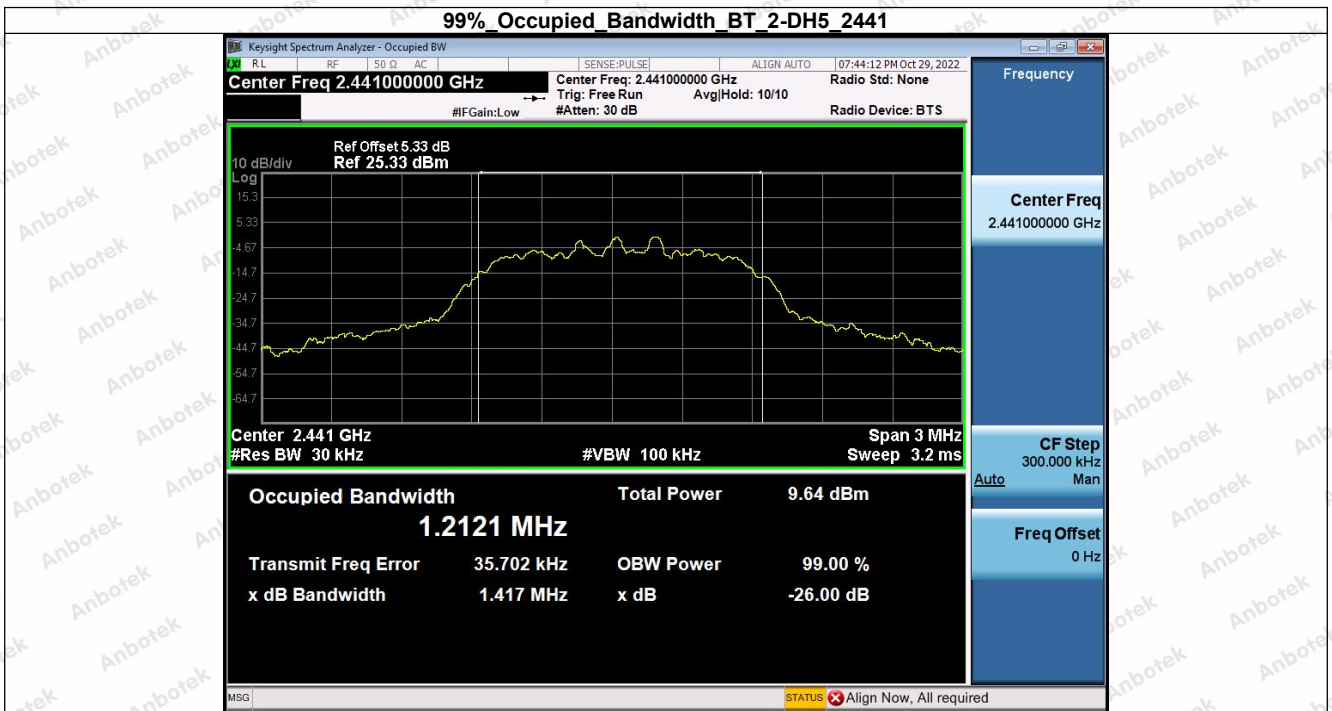 99%_Occupied_Bandwidth_BT_2-DH5_2441
Keysight Spectrum Analyzer - Occupied BW
LXI RL RF 50 Ω AC SENSE:PULSE ALIGN AUTO 07:44:12 PM Oct 29, 2022
Center Freq 2.441000000 GHz
#IFGain:Low
Center Freq: 2.441000000 GHz
Trig: Free Run Avg|Hold: 10/10
#Atten: 30 dB
Radio Std: None
Radio Device: BTS
Frequency
Ref Offset 5.33 dB
10 dB/div Ref 25.33 dBm
Log
15.3
5.33
-4.67
-14.7
-24.7
-34.7
-44.7
-54.7
-64.7
Center 2.441 GHz Span 3 MHz
#Res BW 30 kHz #VBW 100 kHz Sweep 3.2 ms
Center Freq
2.441000000 GHz
CF Step
300.000 kHz
Auto Man
Freq Offset
0 Hz
Occupied Bandwidth Total Power 9.64 dBm
1.2121 MHz
Transmit Freq Error 35.702 kHz OBW Power 99.00 %
x dB Bandwidth 1.417 MHz x dB -26.00 dB
MSG STATUS Align Now, All required
Anbotek